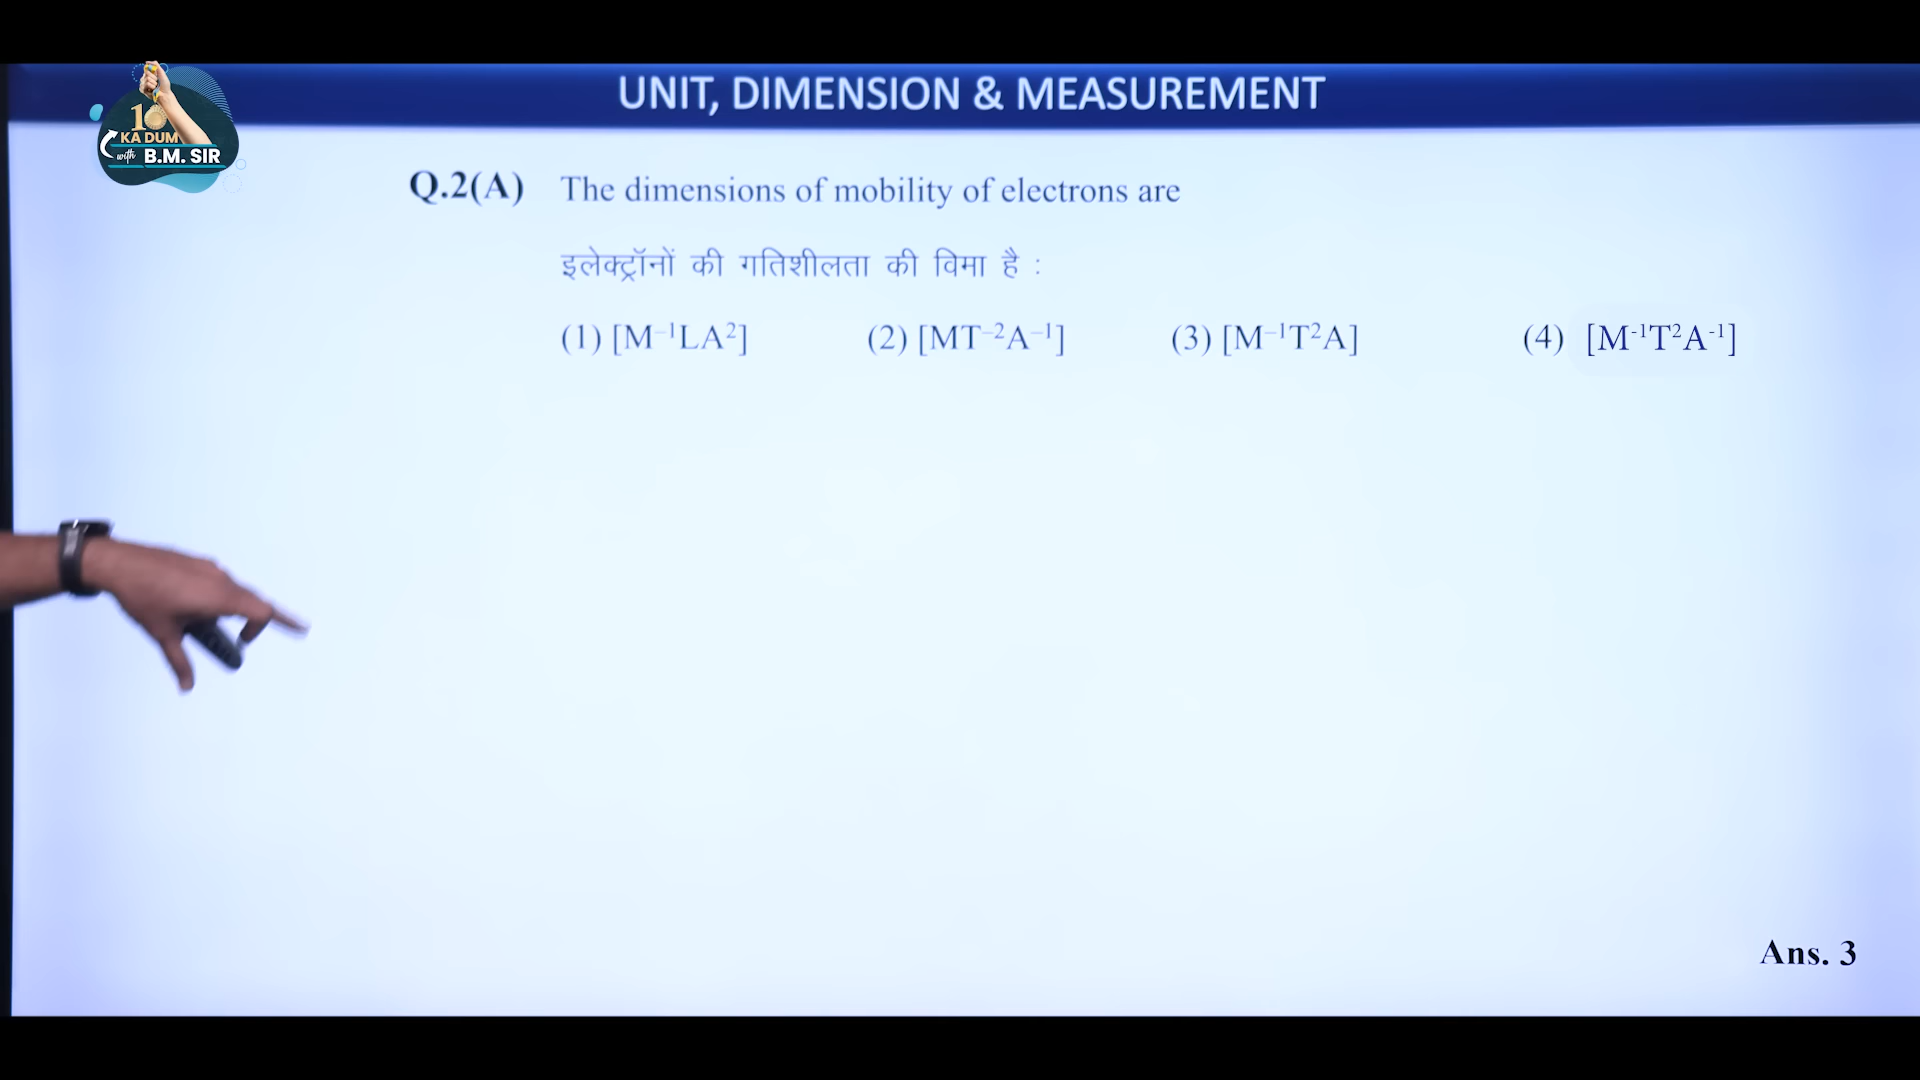 UNIT, DIMENSION & MEASUREMENT
10
KA DUM
with B.M. SIR
Q.2(A) The dimensions of mobility of electrons are
इलेक्ट्रॉनों की गतिशीलता की विमा है :
(1) [M⁻¹LA²] (2) [MT⁻²A⁻¹] (3) [M⁻¹T²A] (4) [M⁻¹T²A⁻¹]
Ans. 3